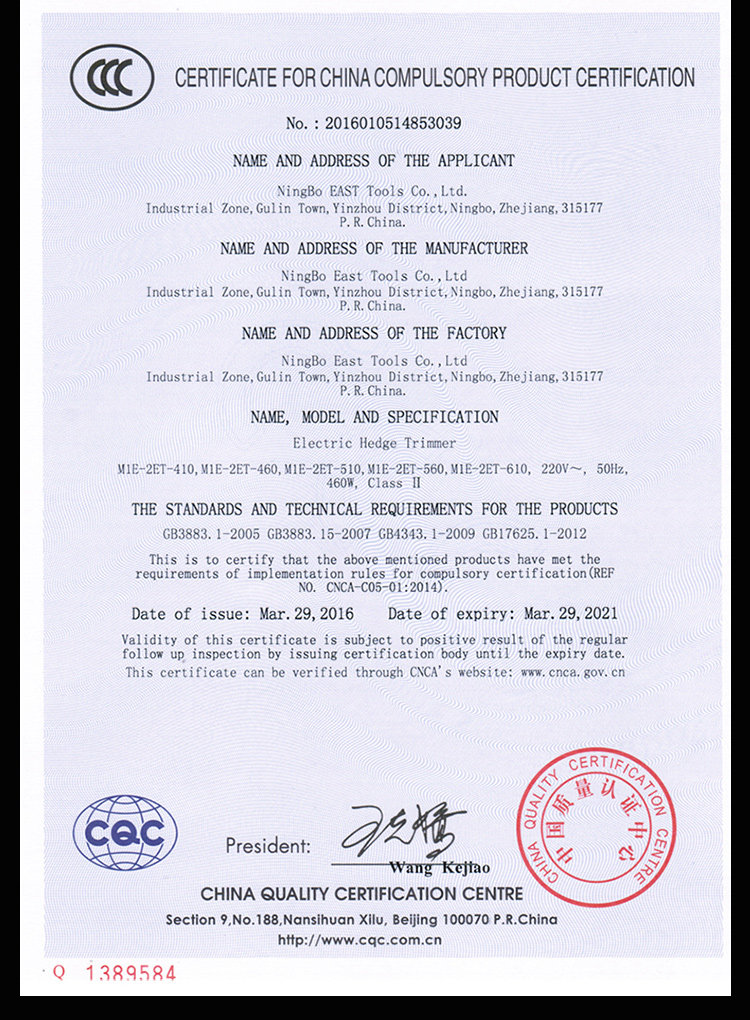 CCC
CERTIFICATE FOR CHINA COMPULSORY PRODUCT CERTIFICATION
No. : 2016010514853039
NAME AND ADDRESS OF THE APPLICANT
NingBo EAST Tools Co., Ltd.
Industrial Zone, Gulin Town, Yinzhou District, Ningbo, Zhejiang, 315177
P. R. China.
NAME AND ADDRESS OF THE MANUFACTURER
NingBo East Tools Co., Ltd
Industrial Zone, Gulin Town, Yinzhou District, Ningbo, Zhejiang, 315177
P. R. China.
NAME AND ADDRESS OF THE FACTORY
NingBo East Tools Co., Ltd
Industrial Zone, Gulin Town, Yinzhou District, Ningbo, Zhejiang, 315177
P. R. China.
NAME, MODEL AND SPECIFICATION
Electric Hedge Trimmer
M1E-2ET-410, M1E-2ET-460, M1E-2ET-510, M1E-2ET-560, M1E-2ET-610, 220V～, 50Hz,
460W, Class Ⅱ
THE STANDARDS AND TECHNICAL REQUIREMENTS FOR THE PRODUCTS
GB3883.1-2005 GB3883.15-2007 GB4343.1-2009 GB17625.1-2012
This is to certify that the above mentioned products have met the
requirements of implementation rules for compulsory certification(REF
NO. CNCA-C05-01:2014).
Date of issue: Mar. 29, 2016 Date of expiry: Mar. 29, 2021
Validity of this certificate is subject to positive result of the regular
follow up inspection by issuing certification body until the expiry date.
This certificate can be verified through CNCA's website: www.cnca.gov.cn
CQC
President:
Wang Kejiao
CHINA QUALITY CERTIFICATION CENTRE
中国质量认证中心
CHINA QUALITY CERTIFICATION CENTRE
Section 9, No.188, Nansihuan Xilu, Beijing 100070 P.R.China
http://www.cqc.com.cn
Q 1389584